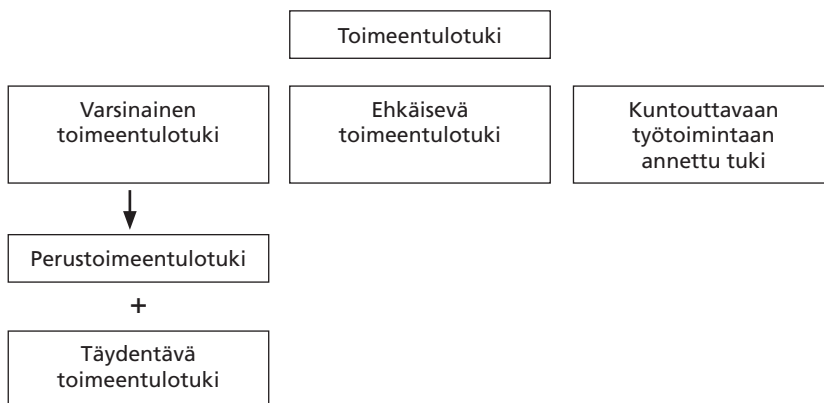 Toimeentulotuki
Varsinainen
toimeentulotuki
Ehkäisevä
toimeentulotuki
Kuntouttavaan
työtoimintaan
annettu tuki
Perustoimeentulotuki
+
Täydentävä
toimeentulotuki